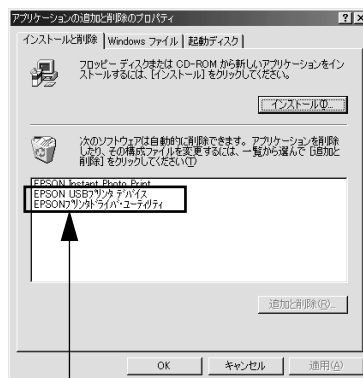 アプリケーションの追加と削除のプロパティ
インストールと削除 Windows ファイル 起動ディスク
フロッピー ディスクまたは CD-ROM から新しいアプリケーションをイン
ストールするには、[インストール] をクリックしてください。
インストール(I)...
次のソフトウェアは自動的に削除できます。アプリケーションを削除
したり、その構成ファイルを変更するには、一覧から選んで [追加と
削除] をクリックしてください(T)
EPSON Instant Photo Print
EPSON USBプリンタ デバイス
EPSONプリンタドライバ・ユーティリティ
追加と削除(R)...
OK キャンセル 適用(A)